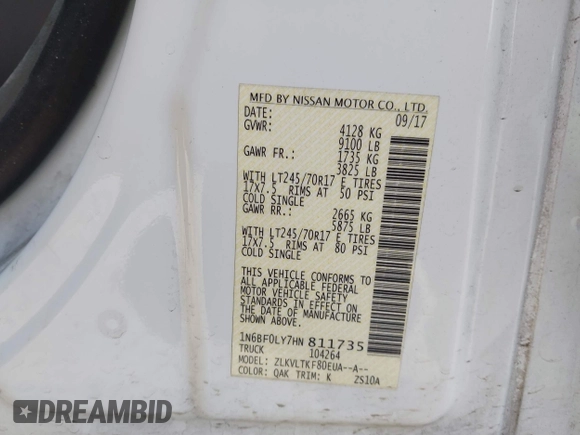 MFD BY NISSAN MOTOR CO., LTD.
DATE: 09/17
GVWR: 4128 KG
9100 LB
GAWR FR.: 1735 KG
3825 LB
WITH LT245/70R17 E TIRES
17X7.5 RIMS AT 50 PSI
COLD SINGLE
GAWR RR.: 2665 KG
5875 LB
WITH LT245/70R17 E TIRES
17X7.5 RIMS AT 80 PSI
COLD SINGLE
THIS VEHICLE CONFORMS TO
ALL APPLICABLE FEDERAL
MOTOR VEHICLE SAFETY
STANDARDS IN EFFECT ON
THE DATE OF MANUFACTURE
SHOWN ABOVE.
1N6BF0LY7HN 811735
TRUCK 104264
MODEL: ZLKVLTKF80EUA--A--
COLOR: QAK TRIM: K ZS10A
DREAMBID